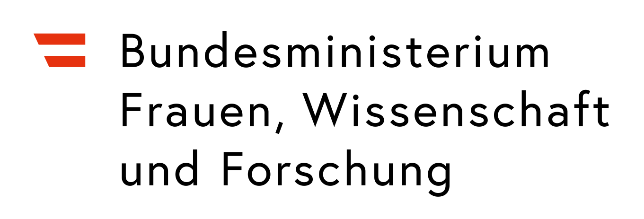 Bundesministerium
Frauen, Wissenschaft
und Forschung